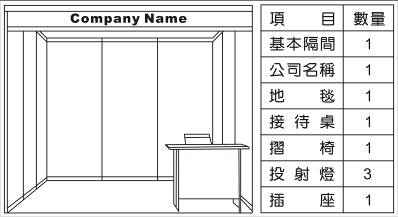 Company Name
項目 數量
基本隔間 1
公司名稱 1
地毯 1
接待桌 1
摺椅 1
投射燈 3
插座 1